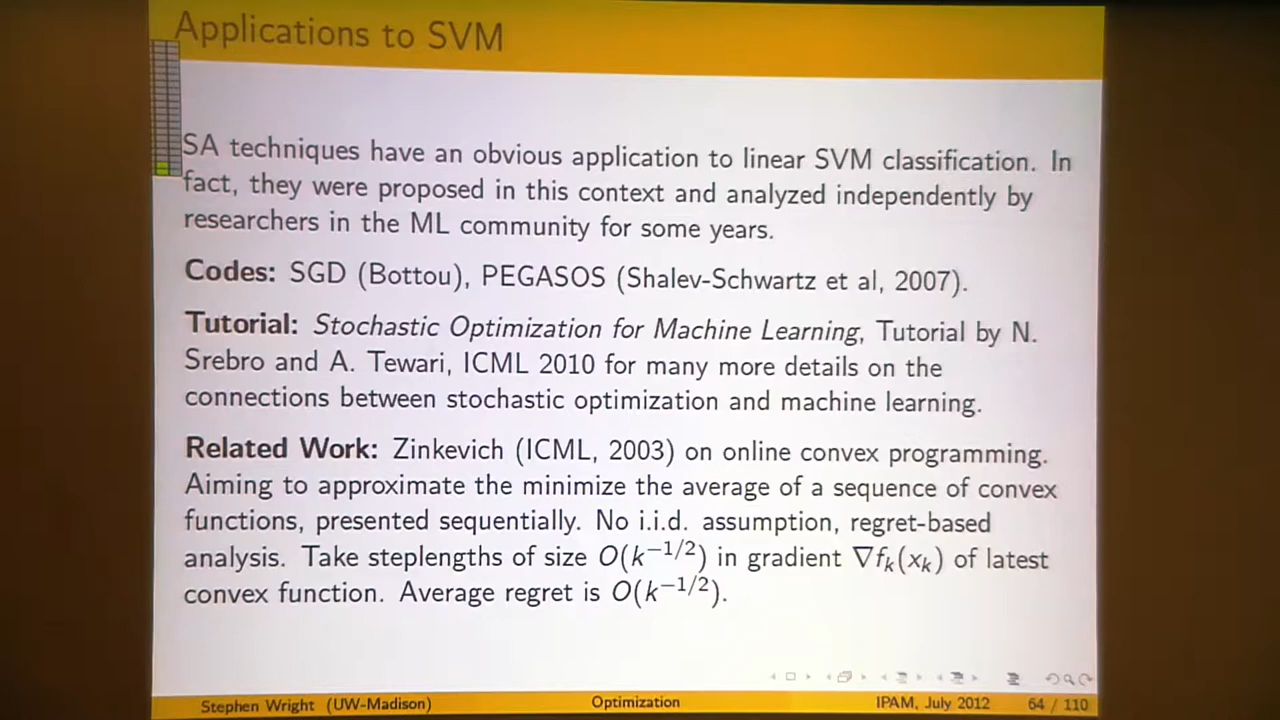 Applications to SVM
SA techniques have an obvious application to linear SVM classification. In
fact, they were proposed in this context and analyzed independently by
researchers in the ML community for some years.
Codes: SGD (Bottou), PEGASOS (Shalev-Schwartz et al, 2007).
Tutorial: Stochastic Optimization for Machine Learning, Tutorial by N.
Srebro and A. Tewari, ICML 2010 for many more details on the
connections between stochastic optimization and machine learning.
Related Work: Zinkevich (ICML, 2003) on online convex programming.
Aiming to approximate the minimize the average of a sequence of convex
functions, presented sequentially. No i.i.d. assumption, regret-based
analysis. Take steplengths of size O(k^{-1/2}) in gradient ∇f_k(x_k) of latest
convex function. Average regret is O(k^{-1/2}).
Stephen Wright (UW-Madison) Optimization IPAM, July 2012 64 / 110